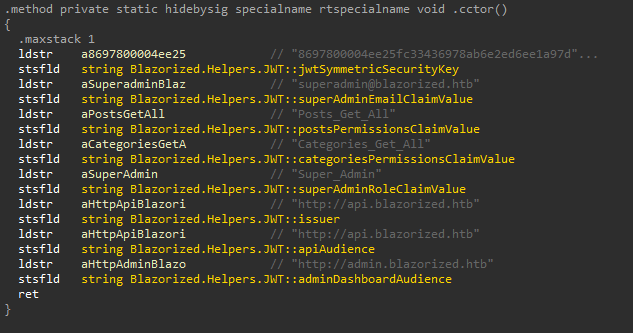 .method private static hidebysig specialname rtspecialname void .cctor()
{
  .maxstack 1
  ldstr    a8697800004ee25            // "8697800004ee25fc33436978ab6e2ed6ee1a97d"...
  stsfld   string Blazorized.Helpers.JWT::jwtSymmetricSecurityKey
  ldstr    aSuperadminBlaz            // "superadmin@blazorized.htb"
  stsfld   string Blazorized.Helpers.JWT::superAdminEmailClaimValue
  ldstr    aPostsGetAll               // "Posts_Get_All"
  stsfld   string Blazorized.Helpers.JWT::postsPermissionsClaimValue
  ldstr    aCategoriesGetA            // "Categories_Get_All"
  stsfld   string Blazorized.Helpers.JWT::categoriesPermissionsClaimValue
  ldstr    aSuperAdmin                // "Super_Admin"
  stsfld   string Blazorized.Helpers.JWT::superAdminRoleClaimValue
  ldstr    aHttpApiBlazori            // "http://api.blazorized.htb"
  stsfld   string Blazorized.Helpers.JWT::issuer
  ldstr    aHttpApiBlazori            // "http://api.blazorized.htb"
  stsfld   string Blazorized.Helpers.JWT::apiAudience
  ldstr    aHttpAdminBlazo            // "http://admin.blazorized.htb"
  stsfld   string Blazorized.Helpers.JWT::adminDashboardAudience
  ret
}